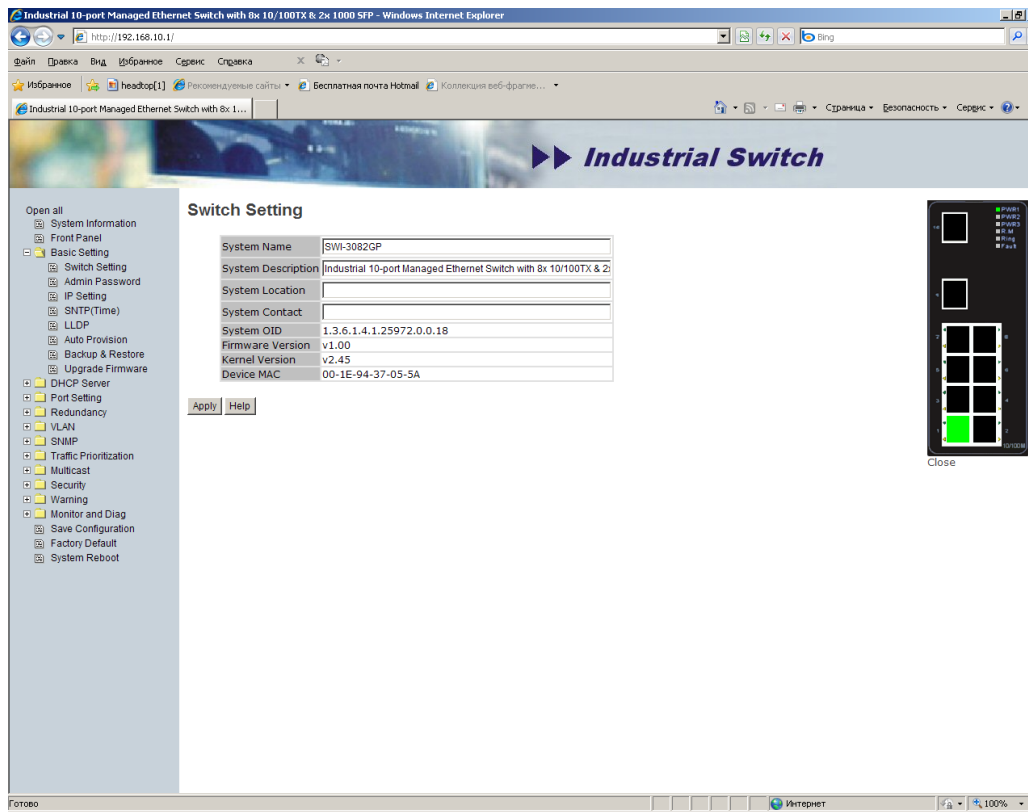 Industrial 10-port Managed Ethernet Switch with 8x 10/100TX & 2x 1000 SFP - Windows Internet Explorer
http://192.168.10.1/
Bing
Файл Правка Вид Избранное Сервис Справка
Избранное headtop[1] Рекомендуемые сайты Бесплатная почта Hotmail Коллекция веб-фрагме...
Industrial 10-port Managed Ethernet Switch with 8x 1...
Страница Безопасность Сервис
Industrial Switch
Open all
System Information
Front Panel
Basic Setting
Switch Setting
Admin Password
IP Setting
SNTP(Time)
LLDP
Auto Provision
Backup & Restore
Upgrade Firmware
DHCP Server
Port Setting
Redundancy
VLAN
SNMP
Traffic Prioritization
Multicast
Security
Warning
Monitor and Diag
Save Configuration
Factory Default
System Reboot
Switch Setting
System Name SWI-3082GP
System Description Industrial 10-port Managed Ethernet Switch with 8x 10/100TX & 2x
System Location
System Contact
System OID 1.3.6.1.4.1.25972.0.0.18
Firmware Version v1.00
Kernel Version v2.45
Device MAC 00-1E-94-37-05-5A
Apply Help
PWR1
PWR2
PWR3
R.M
Ring
Fault
10/100M
Close
Готово Интернет 100%